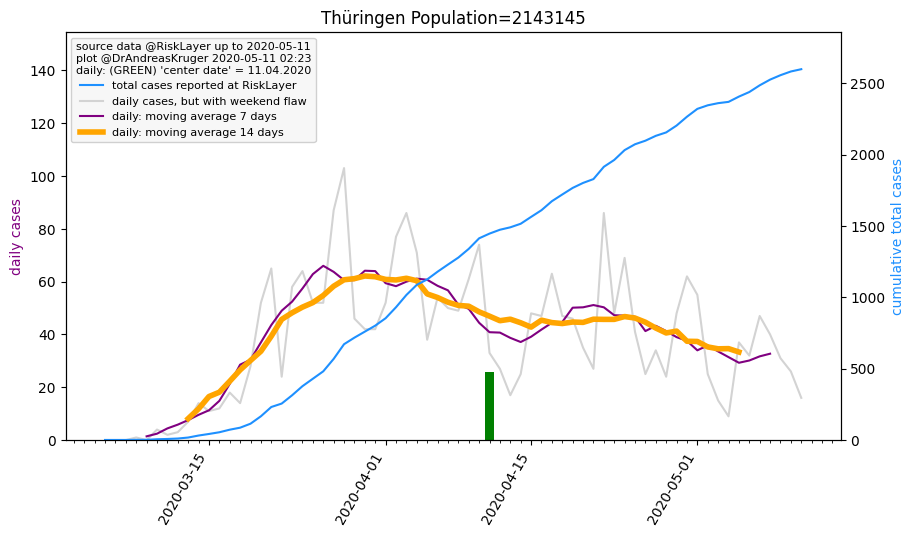 Thüringen Population=2143145
source data @RiskLayer up to 2020-05-11
plot @DrAndreasKruger 2020-05-11 02:23
daily: (GREEN) 'center date' = 11.04.2020
total cases reported at RiskLayer
daily cases, but with weekend flaw
daily: moving average 7 days
daily: moving average 14 days
daily cases
140
120
100
80
60
40
20
0
2500
2000
1500
1000
500
0
cumulative total cases
2020-03-15
2020-04-01
2020-04-15
2020-05-01